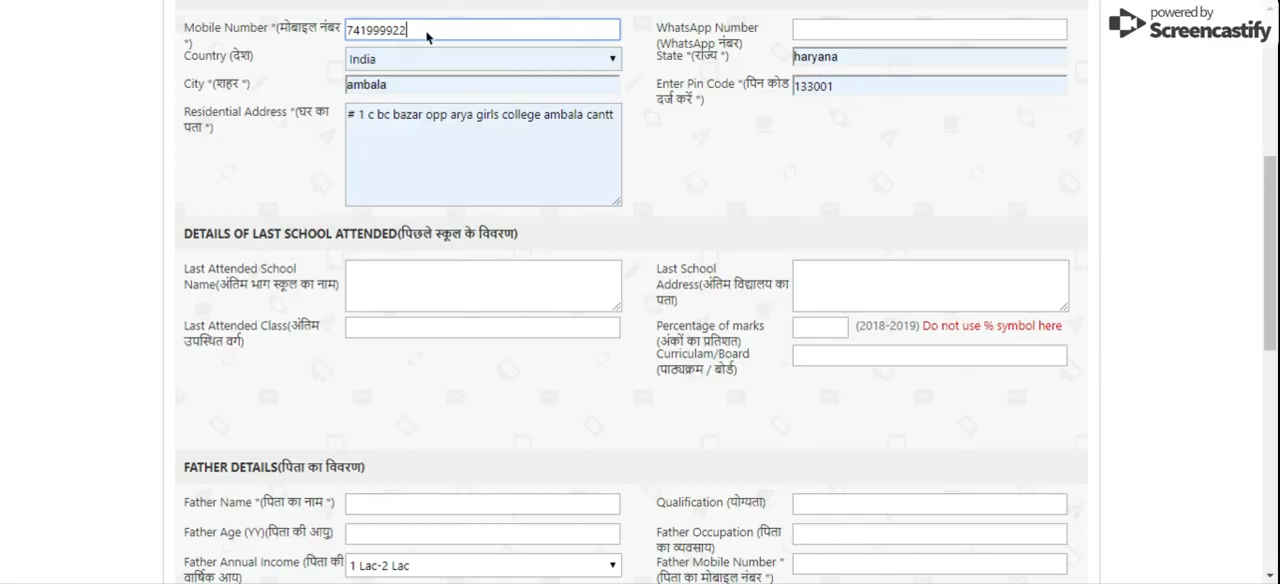 powered by
Screencastify
Mobile Number *(मोबाइल नंबर *)
741999922
WhatsApp Number (WhatsApp नंबर)
Country (देश)
India
State *(राज्य *)
haryana
City *(शहर *)
ambala
Enter Pin Code *(पिन कोड दर्ज करें *)
133001
Residential Address *(घर का पता *)
# 1 c bc bazar opp arya girls college ambala cantt
DETAILS OF LAST SCHOOL ATTENDED(पिछले स्कूल के विवरण)
Last Attended School Name(अंतिम भाग स्कूल का नाम)
Last School Address(अंतिम विद्यालय का पता)
Last Attended Class(अंतिम उपस्थित वर्ग)
Percentage of marks (अंकों का प्रतिशत)
(2018-2019) Do not use % symbol here
Curriculam/Board (पाठ्यक्रम / बोर्ड)
FATHER DETAILS(पिता का विवरण)
Father Name *(पिता का नाम *)
Qualification (योग्यता)
Father Age (YY)(पिता की आयु)
Father Occupation (पिता का व्यवसाय)
Father Annual Income (पिता की वार्षिक आय)
1 Lac-2 Lac
Father Mobile Number *(पिता का मोबाइल नंबर *)